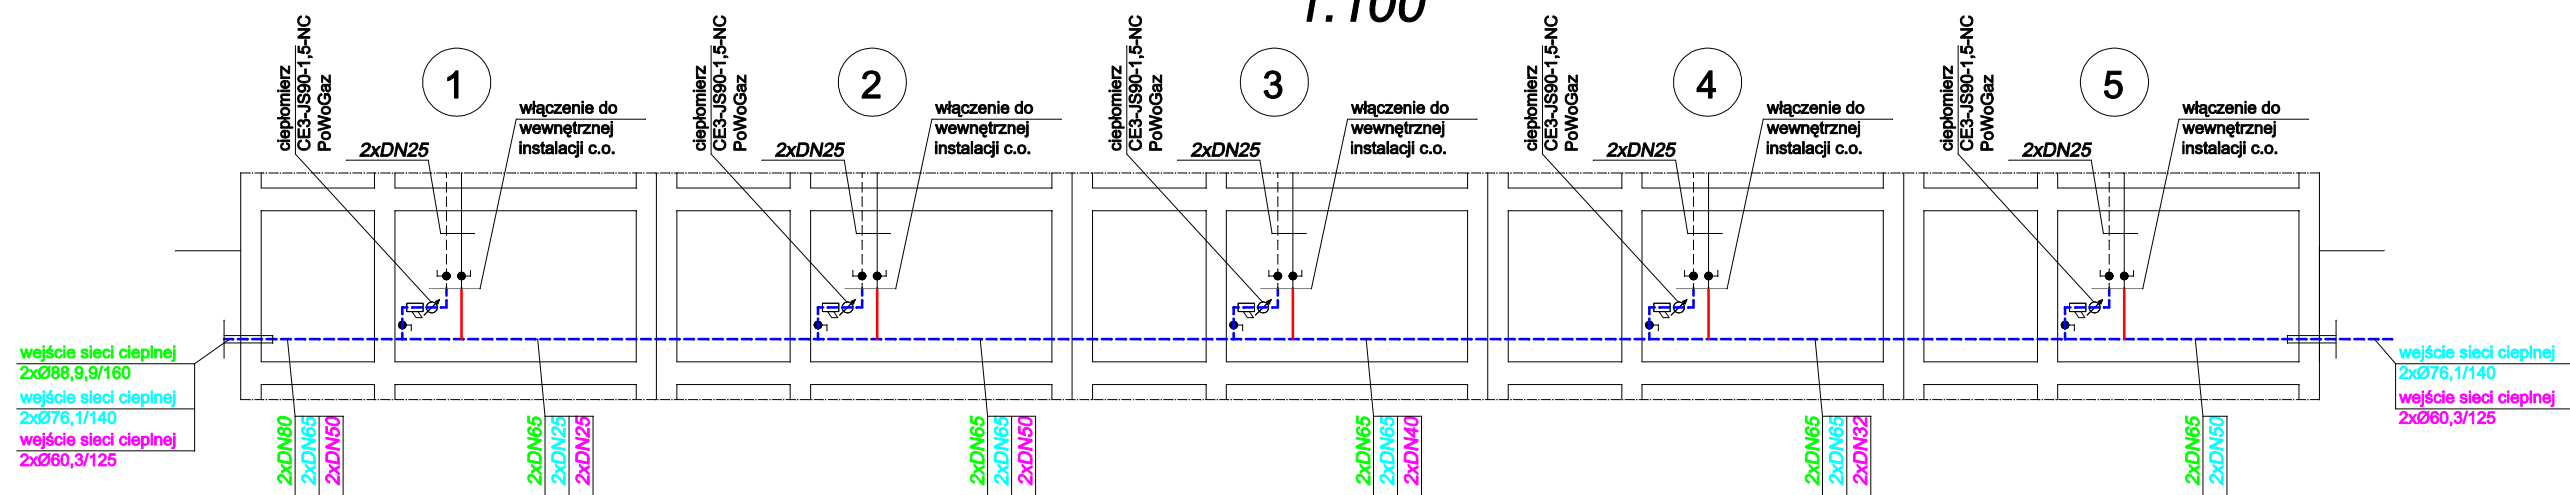 1:100
ciepłomierz
CE3-JS90-1,5-NC
PoWoGaz
1
2xDN25
włączenie do
wewnętrznej
instalacji c.o.
ciepłomierz
CE3-JS90-1,5-NC
PoWoGaz
2
2xDN25
włączenie do
wewnętrznej
instalacji c.o.
ciepłomierz
CE3-JS90-1,5-NC
PoWoGaz
3
2xDN25
włączenie do
wewnętrznej
instalacji c.o.
ciepłomierz
CE3-JS90-1,5-NC
PoWoGaz
4
2xDN25
włączenie do
wewnętrznej
instalacji c.o.
ciepłomierz
CE3-JS90-1,5-NC
PoWoGaz
5
2xDN25
włączenie do
wewnętrznej
instalacji c.o.
wejście sieci cieplnej
2xØ88,9,9/160
wejście sieci cieplnej
2xØ76,1/140
wejście sieci cieplnej
2xØ60,3/125
2xDN80
2xDN65
2xDN50
2xDN65
2xDN25
2xDN25
2xDN65
2xDN65
2xDN50
2xDN65
2xDN65
2xDN40
2xDN65
2xDN65
2xDN32
2xDN65
2xDN50
wejście sieci cieplnej
2xØ76,1/140
wejście sieci cieplnej
2xØ60,3/125